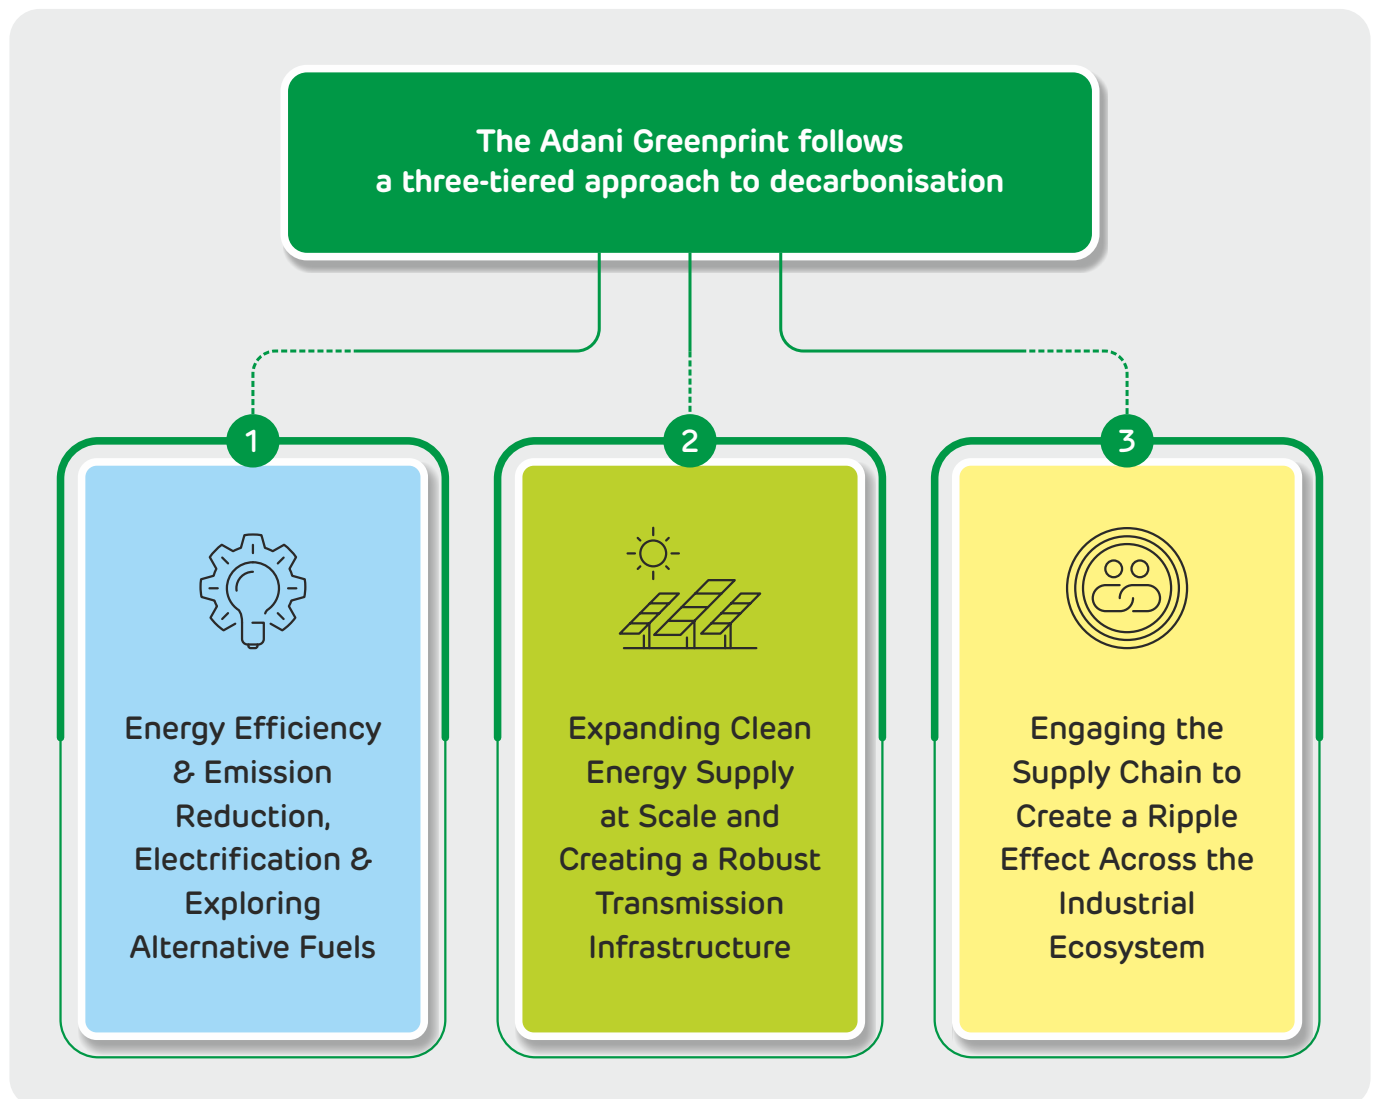 The Adani Greenprint follows
a three-tiered approach to decarbonisation
1
Energy Efficiency
& Emission
Reduction,
Electrification &
Exploring
Alternative Fuels
2
Expanding Clean
Energy Supply
at Scale and
Creating a Robust
Transmission
Infrastructure
3
Engaging the
Supply Chain to
Create a Ripple
Effect Across the
Industrial
Ecosystem